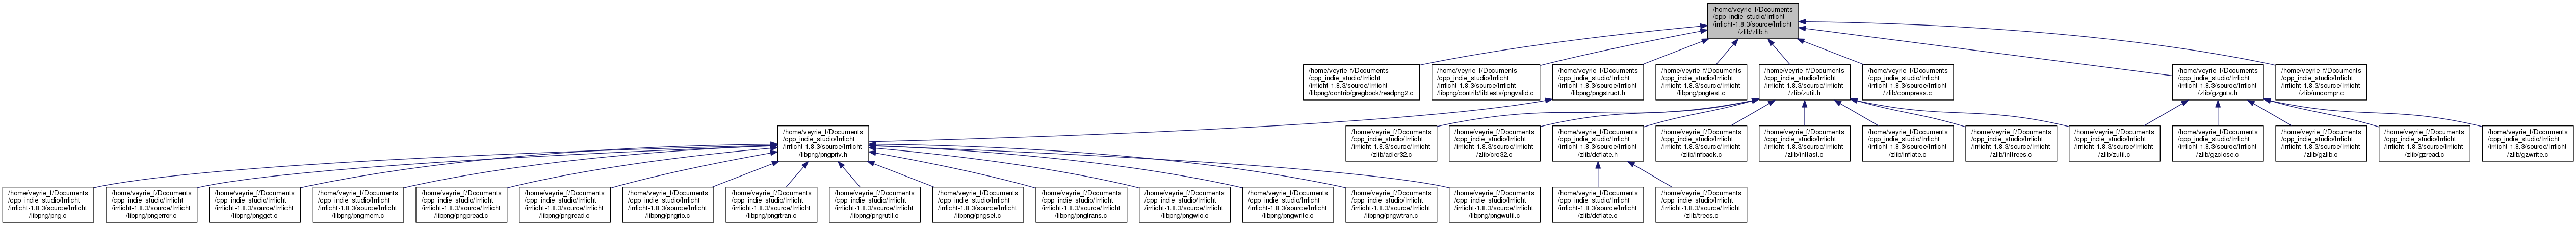 /home/veyrie_f/Documents
/cpp_indie_studio/Irrlicht
/irrlicht-1.8.3/source/Irrlicht
/zlib/zlib.h
/home/veyrie_f/Documents
/cpp_indie_studio/Irrlicht
/irrlicht-1.8.3/source/Irrlicht
/libpng/contrib/gregbook/readpng2.c
/home/veyrie_f/Documents
/cpp_indie_studio/Irrlicht
/irrlicht-1.8.3/source/Irrlicht
/libpng/contrib/libtests/pngvalid.c
/home/veyrie_f/Documents
/cpp_indie_studio/Irrlicht
/irrlicht-1.8.3/source/Irrlicht
/libpng/pngstruct.h
/home/veyrie_f/Documents
/cpp_indie_studio/Irrlicht
/irrlicht-1.8.3/source/Irrlicht
/libpng/pngtest.c
/home/veyrie_f/Documents
/cpp_indie_studio/Irrlicht
/irrlicht-1.8.3/source/Irrlicht
/zlib/zutil.h
/home/veyrie_f/Documents
/cpp_indie_studio/Irrlicht
/irrlicht-1.8.3/source/Irrlicht
/zlib/compress.c
/home/veyrie_f/Documents
/cpp_indie_studio/Irrlicht
/irrlicht-1.8.3/source/Irrlicht
/zlib/gzguts.h
/home/veyrie_f/Documents
/cpp_indie_studio/Irrlicht
/irrlicht-1.8.3/source/Irrlicht
/zlib/uncompr.c
/home/veyrie_f/Documents
/cpp_indie_studio/Irrlicht
/irrlicht-1.8.3/source/Irrlicht
/libpng/pngpriv.h
/home/veyrie_f/Documents
/cpp_indie_studio/Irrlicht
/irrlicht-1.8.3/source/Irrlicht
/zlib/adler32.c
/home/veyrie_f/Documents
/cpp_indie_studio/Irrlicht
/irrlicht-1.8.3/source/Irrlicht
/zlib/crc32.c
/home/veyrie_f/Documents
/cpp_indie_studio/Irrlicht
/irrlicht-1.8.3/source/Irrlicht
/zlib/deflate.h
/home/veyrie_f/Documents
/cpp_indie_studio/Irrlicht
/irrlicht-1.8.3/source/Irrlicht
/zlib/infback.c
/home/veyrie_f/Documents
/cpp_indie_studio/Irrlicht
/irrlicht-1.8.3/source/Irrlicht
/zlib/inffast.c
/home/veyrie_f/Documents
/cpp_indie_studio/Irrlicht
/irrlicht-1.8.3/source/Irrlicht
/zlib/inflate.c
/home/veyrie_f/Documents
/cpp_indie_studio/Irrlicht
/irrlicht-1.8.3/source/Irrlicht
/zlib/inftrees.c
/home/veyrie_f/Documents
/cpp_indie_studio/Irrlicht
/irrlicht-1.8.3/source/Irrlicht
/zlib/zutil.c
/home/veyrie_f/Documents
/cpp_indie_studio/Irrlicht
/irrlicht-1.8.3/source/Irrlicht
/zlib/gzclose.c
/home/veyrie_f/Documents
/cpp_indie_studio/Irrlicht
/irrlicht-1.8.3/source/Irrlicht
/zlib/gzlib.c
/home/veyrie_f/Documents
/cpp_indie_studio/Irrlicht
/irrlicht-1.8.3/source/Irrlicht
/zlib/gzread.c
/home/veyrie_f/Documents
/cpp_indie_studio/Irrlicht
/irrlicht-1.8.3/source/Irrlicht
/zlib/gzwrite.c
/home/veyrie_f/Documents
/cpp_indie_studio/Irrlicht
/irrlicht-1.8.3/source/Irrlicht
/libpng/png.c
/home/veyrie_f/Documents
/cpp_indie_studio/Irrlicht
/irrlicht-1.8.3/source/Irrlicht
/libpng/pngerror.c
/home/veyrie_f/Documents
/cpp_indie_studio/Irrlicht
/irrlicht-1.8.3/source/Irrlicht
/libpng/pngget.c
/home/veyrie_f/Documents
/cpp_indie_studio/Irrlicht
/irrlicht-1.8.3/source/Irrlicht
/libpng/pngmem.c
/home/veyrie_f/Documents
/cpp_indie_studio/Irrlicht
/irrlicht-1.8.3/source/Irrlicht
/libpng/pngpread.c
/home/veyrie_f/Documents
/cpp_indie_studio/Irrlicht
/irrlicht-1.8.3/source/Irrlicht
/libpng/pngread.c
/home/veyrie_f/Documents
/cpp_indie_studio/Irrlicht
/irrlicht-1.8.3/source/Irrlicht
/libpng/pngrio.c
/home/veyrie_f/Documents
/cpp_indie_studio/Irrlicht
/irrlicht-1.8.3/source/Irrlicht
/libpng/pngrtran.c
/home/veyrie_f/Documents
/cpp_indie_studio/Irrlicht
/irrlicht-1.8.3/source/Irrlicht
/libpng/pngrutil.c
/home/veyrie_f/Documents
/cpp_indie_studio/Irrlicht
/irrlicht-1.8.3/source/Irrlicht
/libpng/pngset.c
/home/veyrie_f/Documents
/cpp_indie_studio/Irrlicht
/irrlicht-1.8.3/source/Irrlicht
/libpng/pngtrans.c
/home/veyrie_f/Documents
/cpp_indie_studio/Irrlicht
/irrlicht-1.8.3/source/Irrlicht
/libpng/pngwio.c
/home/veyrie_f/Documents
/cpp_indie_studio/Irrlicht
/irrlicht-1.8.3/source/Irrlicht
/libpng/pngwrite.c
/home/veyrie_f/Documents
/cpp_indie_studio/Irrlicht
/irrlicht-1.8.3/source/Irrlicht
/libpng/pngwtran.c
/home/veyrie_f/Documents
/cpp_indie_studio/Irrlicht
/irrlicht-1.8.3/source/Irrlicht
/libpng/pngwutil.c
/home/veyrie_f/Documents
/cpp_indie_studio/Irrlicht
/irrlicht-1.8.3/source/Irrlicht
/zlib/deflate.c
/home/veyrie_f/Documents
/cpp_indie_studio/Irrlicht
/irrlicht-1.8.3/source/Irrlicht
/zlib/trees.c